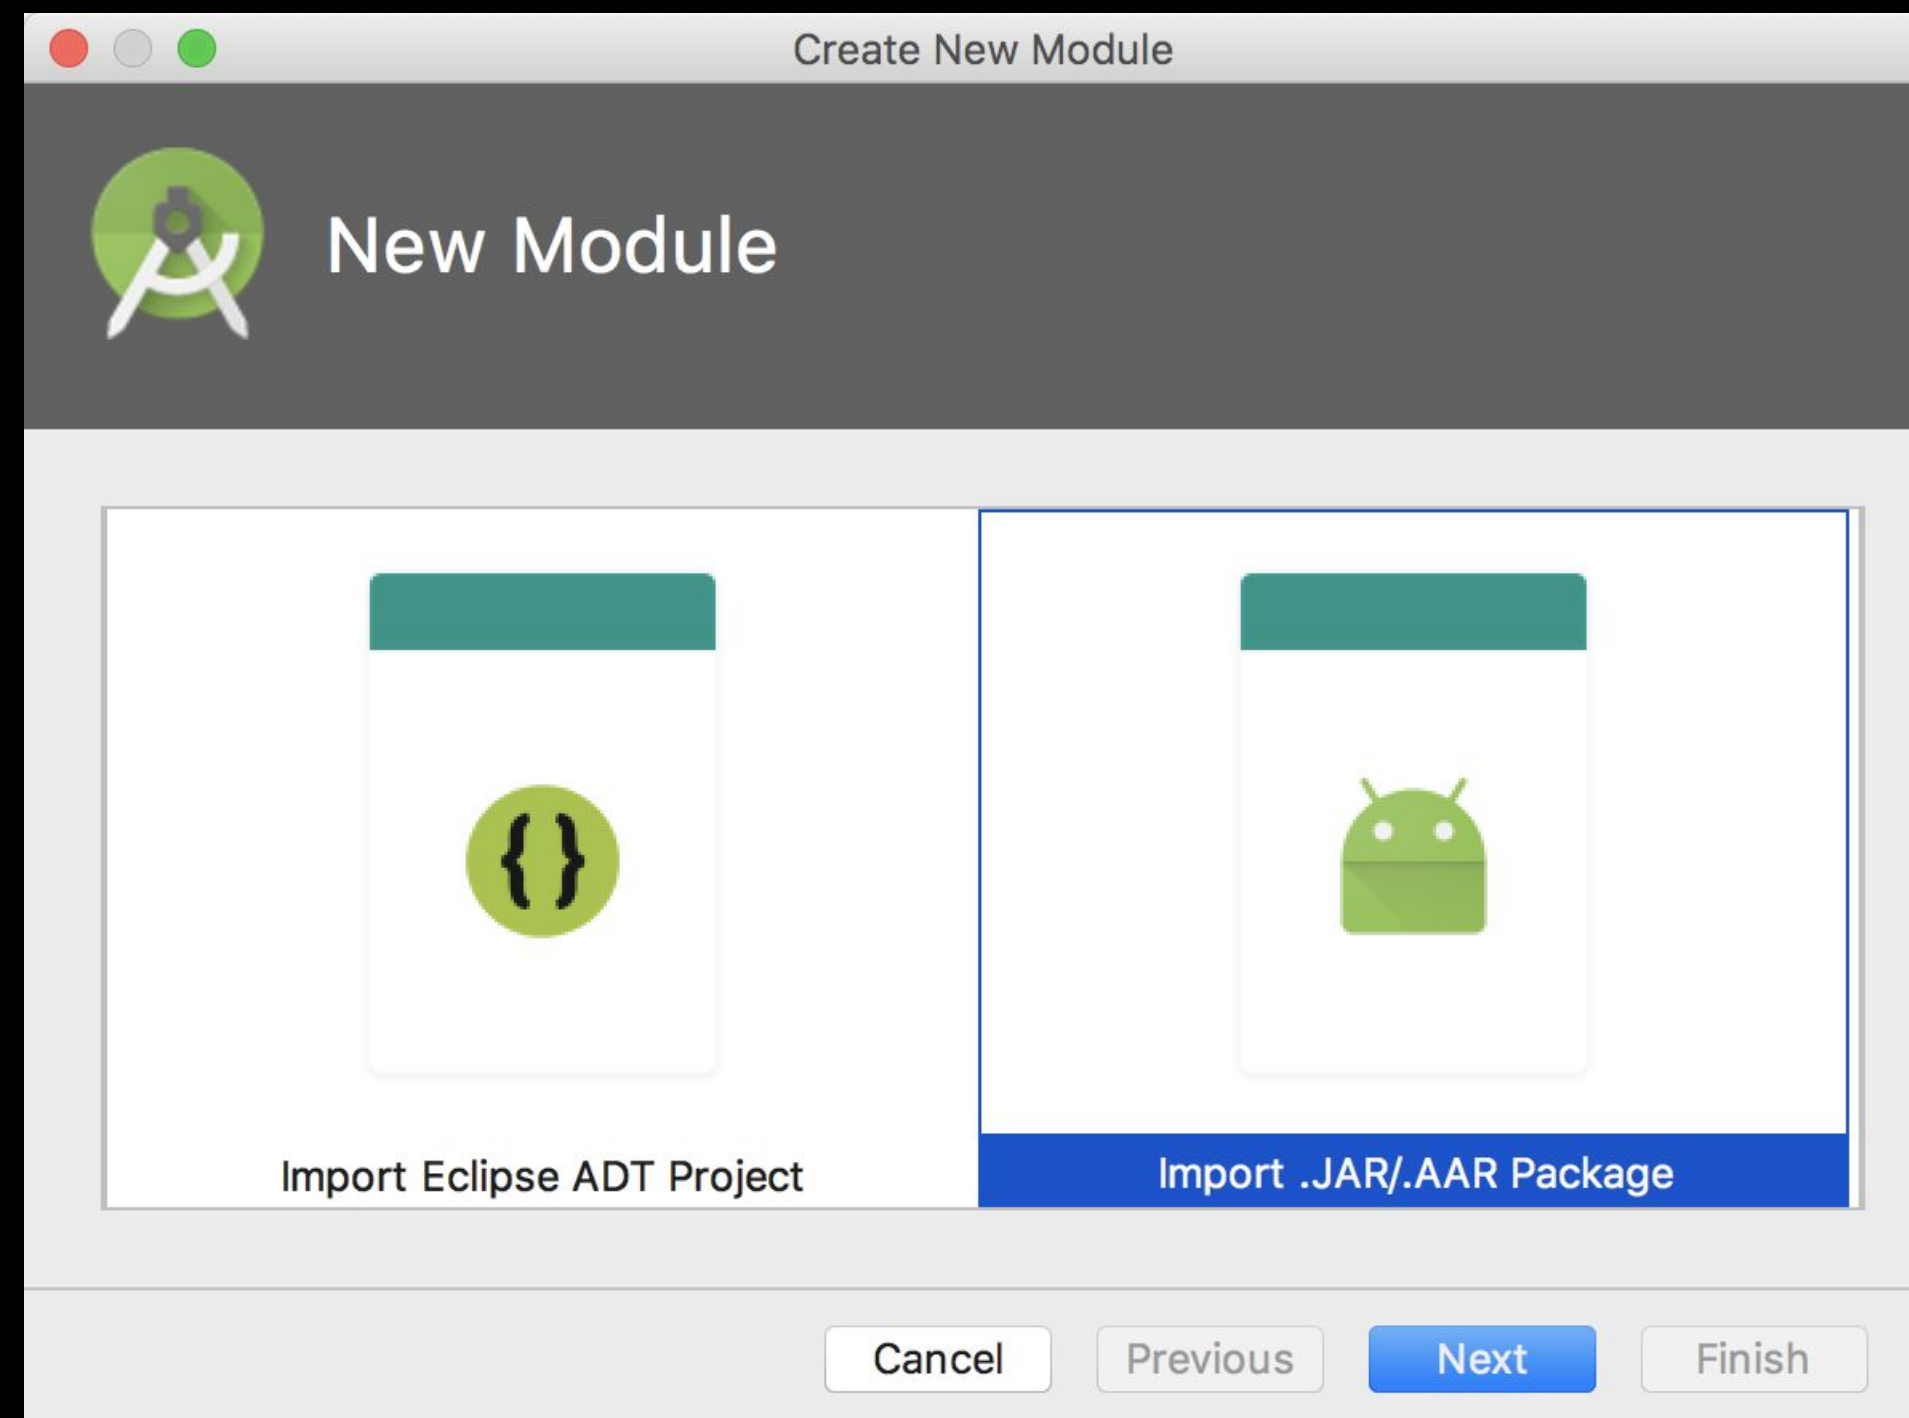 Create New Module
New Module
{ }
Import Eclipse ADT Project
Import .JAR/.AAR Package
Cancel
Previous
Next
Finish